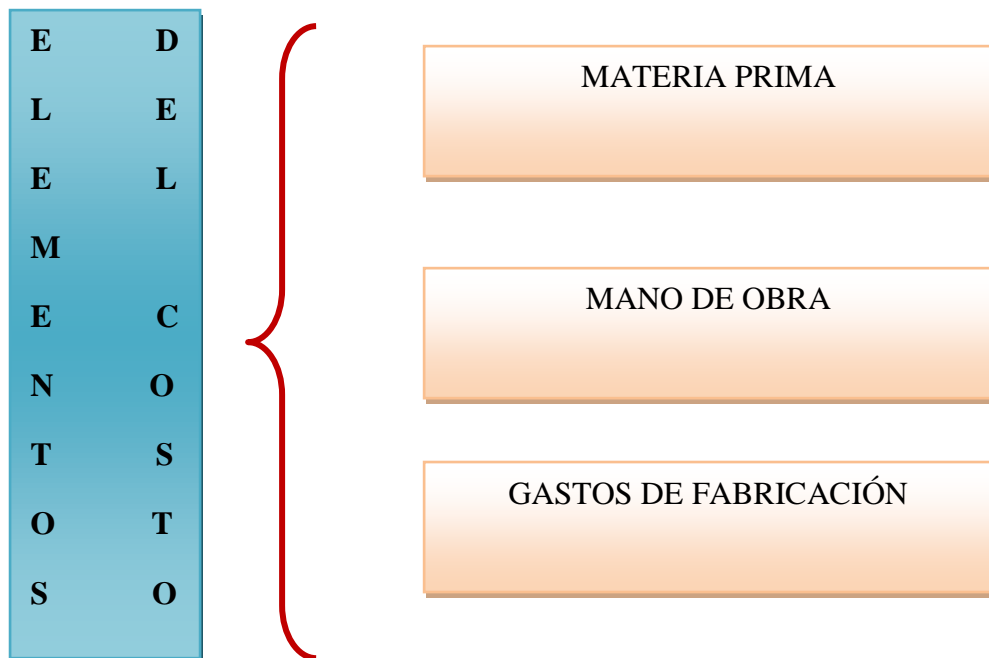 ELEMENTOS
DEL COSTO
MATERIA PRIMA
MANO DE OBRA
GASTOS DE FABRICACIÓN